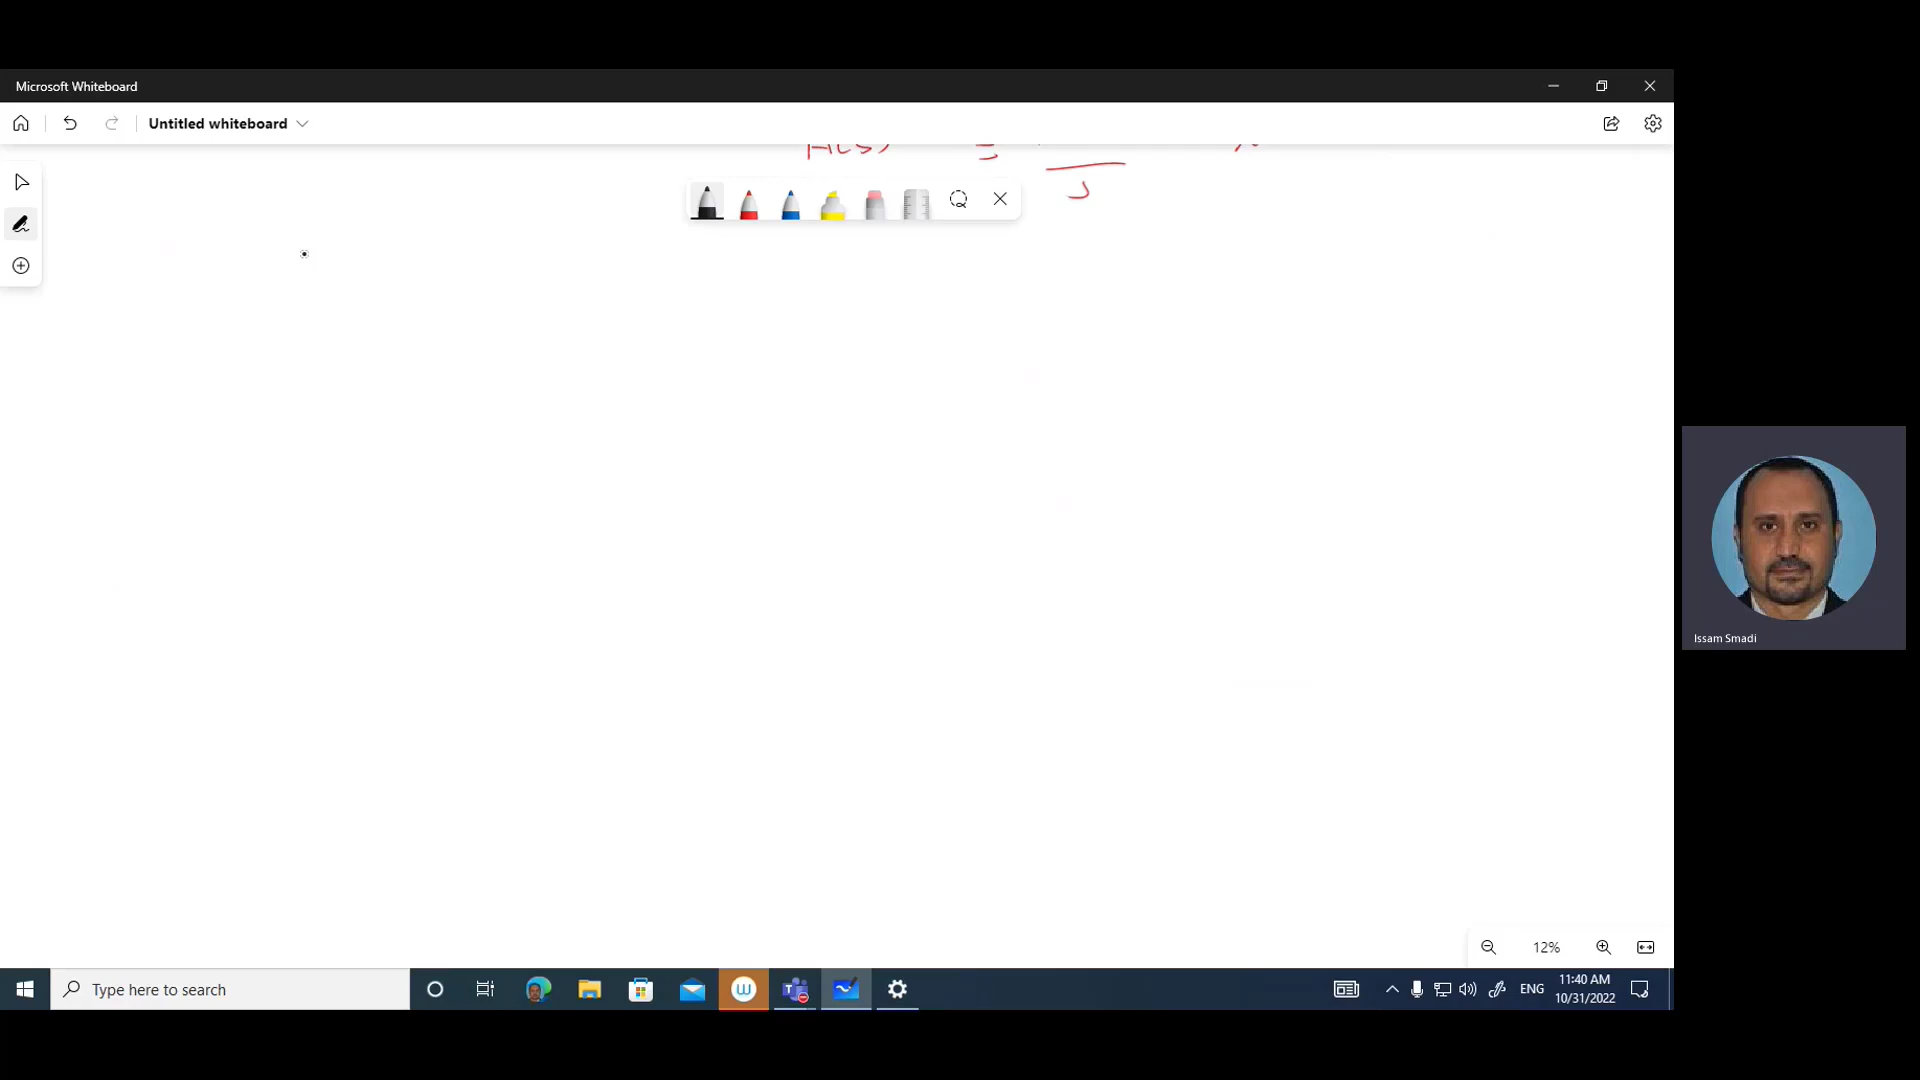 Microsoft Whiteboard
Untitled whiteboard
Issam Smadi
12%
Type here to search
W
T
ENG
11:40 AM
10/31/2022